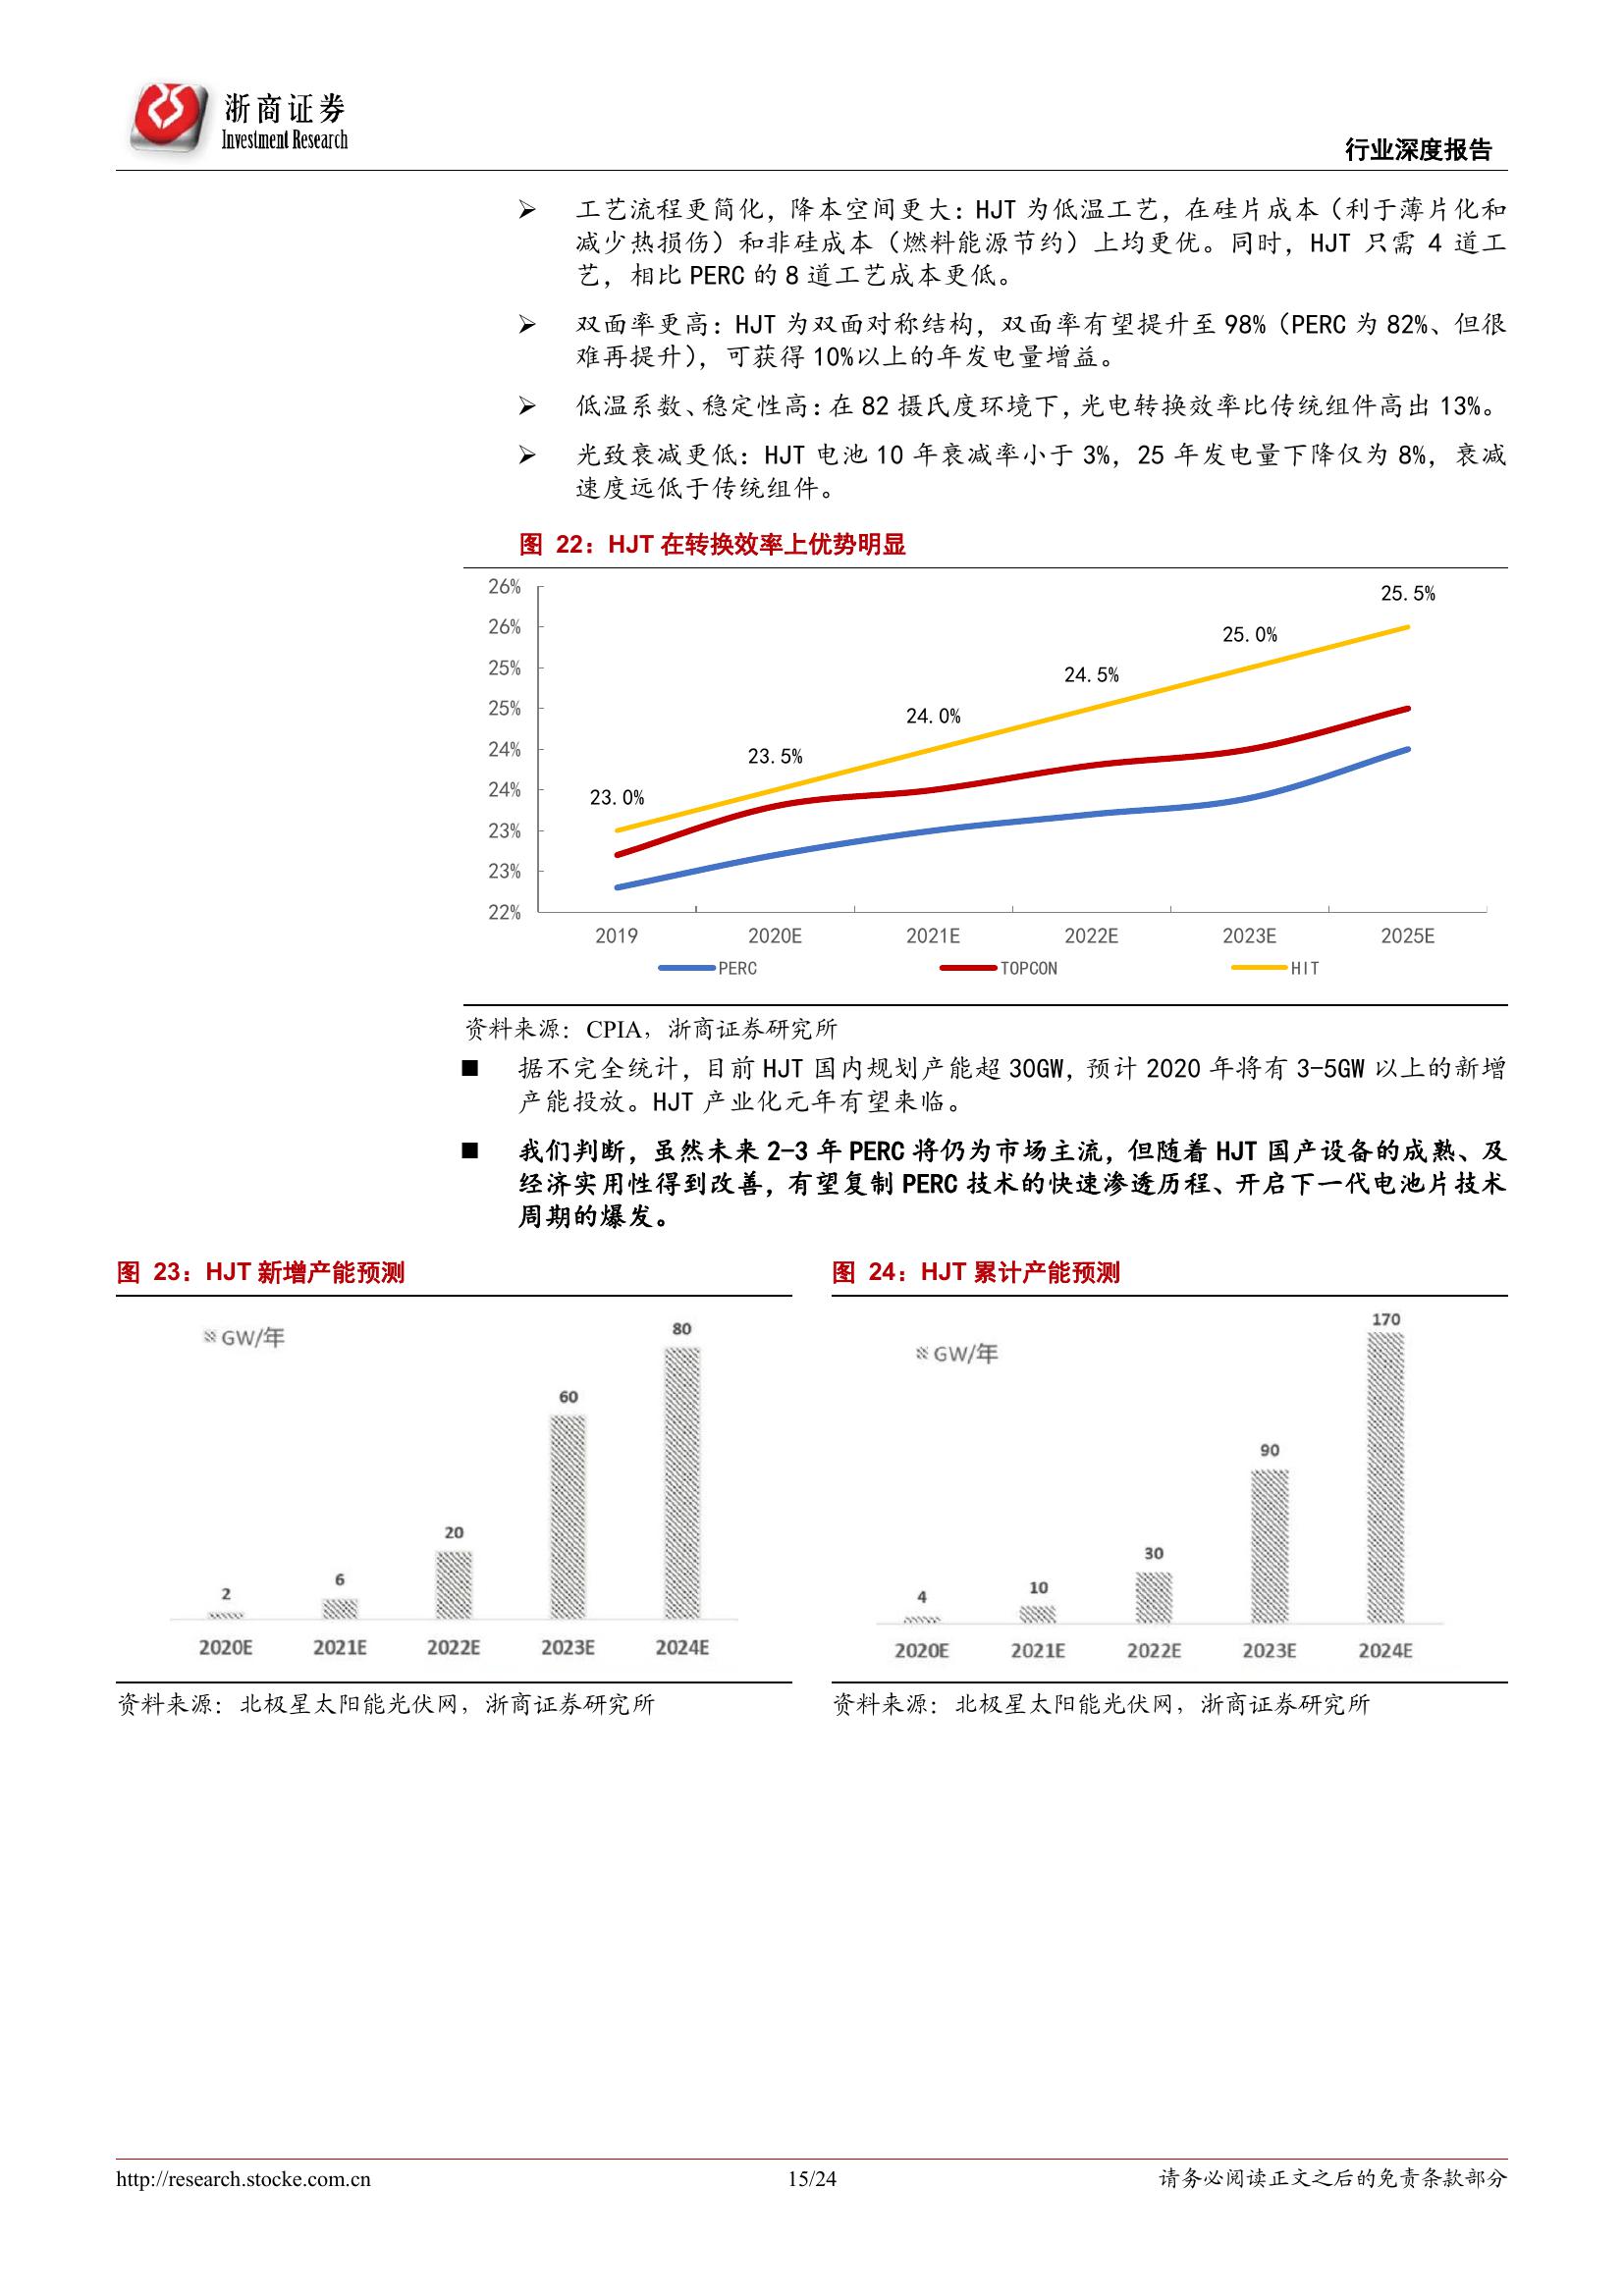 浙商证券
Investment Research
行业深度报告
➢ 工艺流程更简化，降本空间更大：HJT 为低温工艺，在硅片成本（利于薄片化和
减少热损伤）和非硅成本（燃料能源节约）上均更优。同时，HJT 只需 4 道工
艺，相比 PERC 的 8 道工艺成本更低。
➢ 双面率更高：HJT 为双面对称结构，双面率有望提升至 98%（PERC 为 82%、但很
难再提升），可获得 10%以上的年发电量增益。
➢ 低温系数、稳定性高：在 82 摄氏度环境下，光电转换效率比传统组件高出 13%。
➢ 光致衰减更低：HJT 电池 10 年衰减率小于 3%，25 年发电量下降仅为 8%，衰减
速度远低于传统组件。
图 22：HJT 在转换效率上优势明显
26%
26%
25%
25%
24%
24%
23%
23%
22%
23.0%
23.5%
24.0%
24.5%
25.0%
25.5%
2019 2020E 2021E 2022E 2023E 2025E
PERC TOPCON HIT
资料来源：CPIA，浙商证券研究所
■ 据不完全统计，目前 HJT 国内规划产能超 30GW，预计 2020 年将有 3-5GW 以上的新增
产能投放。HJT 产业化元年有望来临。
■ 我们判断，虽然未来 2-3 年 PERC 将仍为市场主流，但随着 HJT 国产设备的成熟、及
经济实用性得到改善，有望复制 PERC 技术的快速渗透历程、开启下一代电池片技术
周期的爆发。
图 23：HJT 新增产能预测
GW/年
2 6 20 60 80
2020E 2021E 2022E 2023E 2024E
资料来源：北极星太阳能光伏网，浙商证券研究所
图 24：HJT 累计产能预测
GW/年
4 10 30 90 170
2020E 2021E 2022E 2023E 2024E
资料来源：北极星太阳能光伏网，浙商证券研究所
http://research.stocke.com.cn 15/24 请务必阅读正文之后的免责条款部分